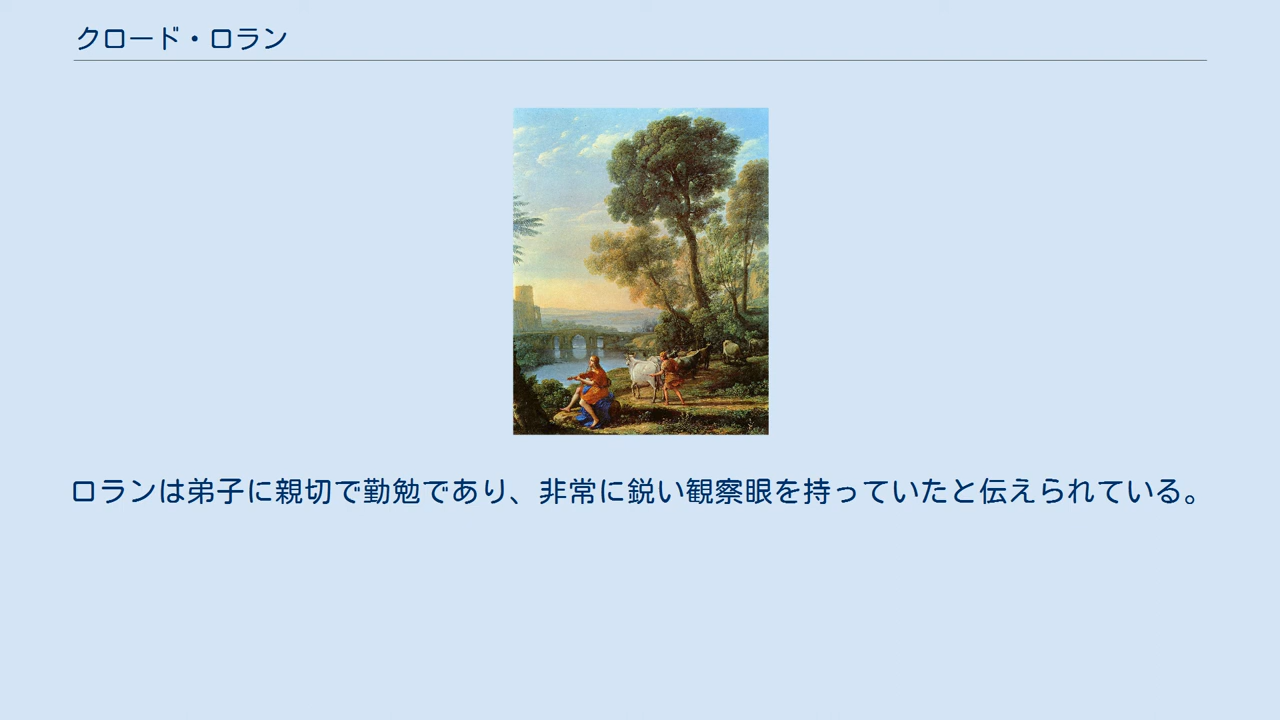 クロード・ロラン
ロランは弟子に親切で勤勉であり、非常に鋭い観察眼を持っていたと伝えられている。